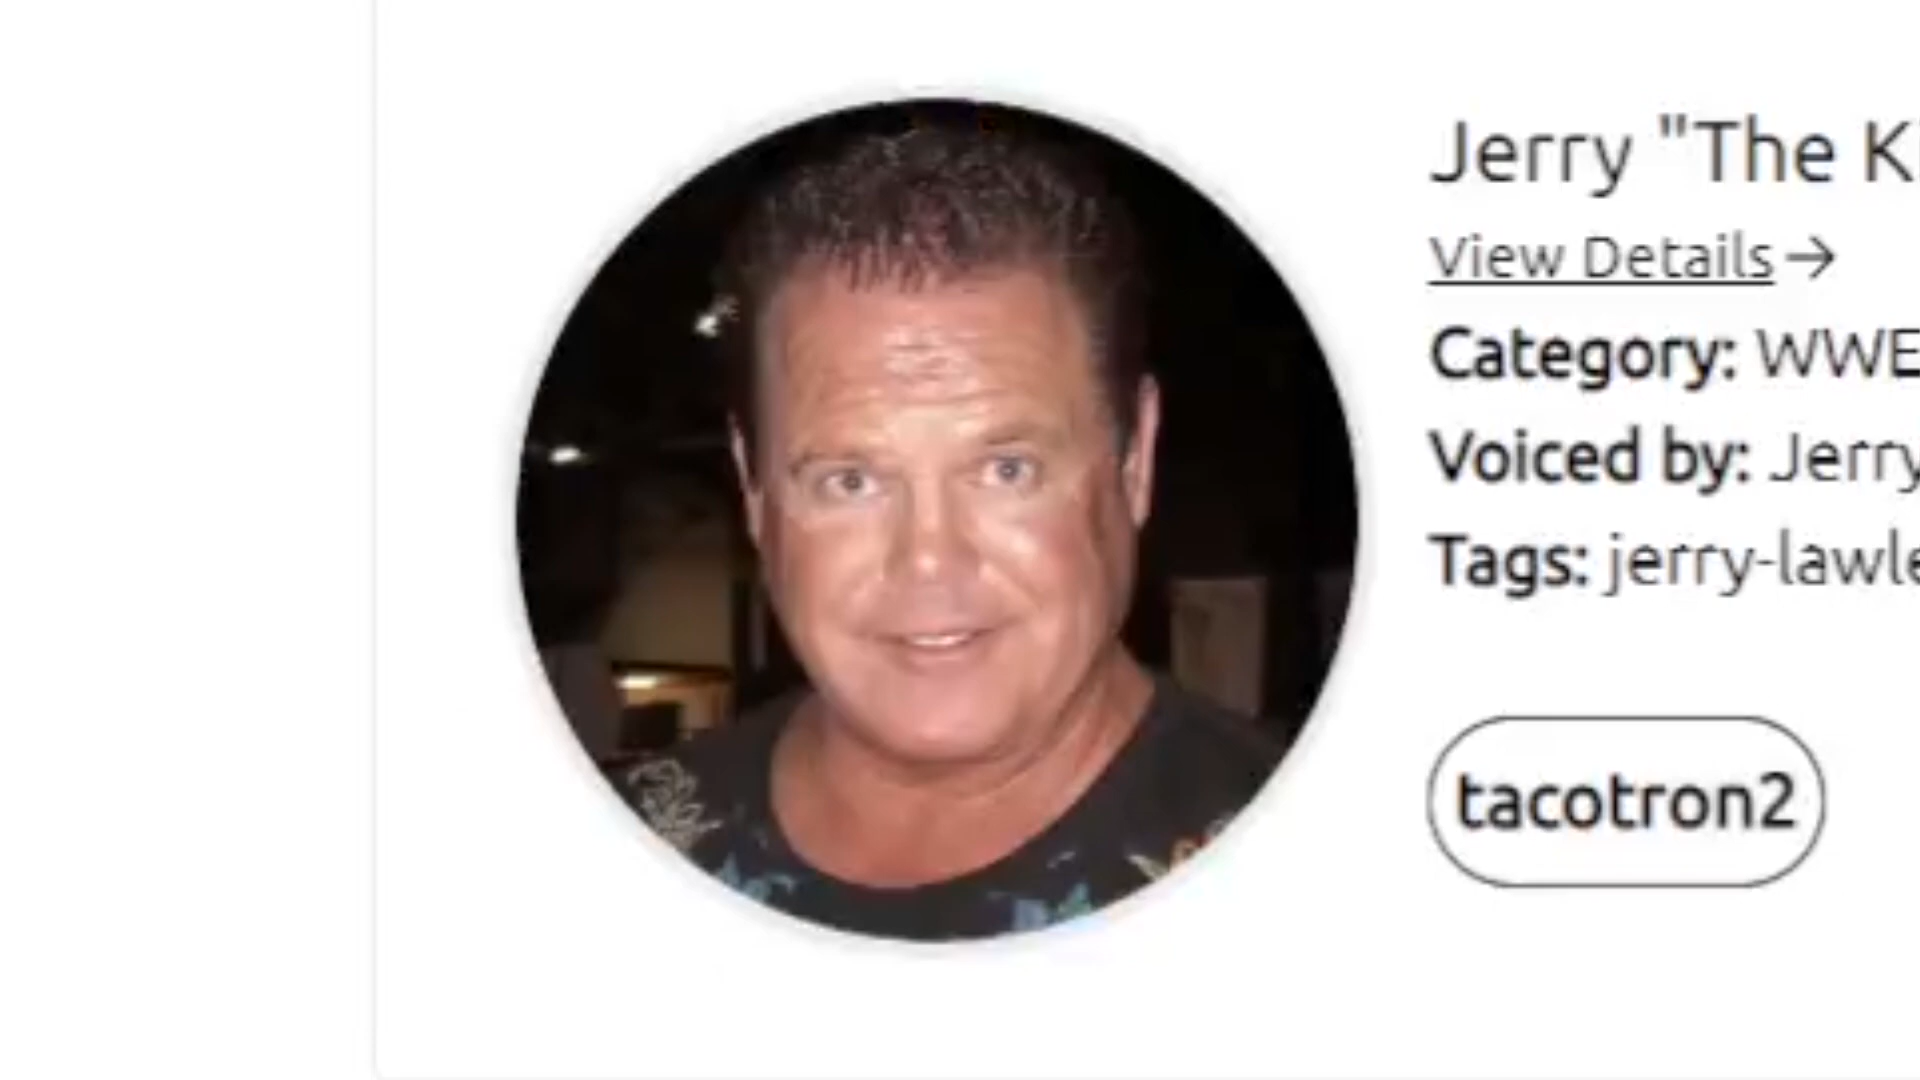 Jerry "The Ki
View Details →
Category: WWE
Voiced by: Jerry
Tags: jerry-lawle
tacotron2